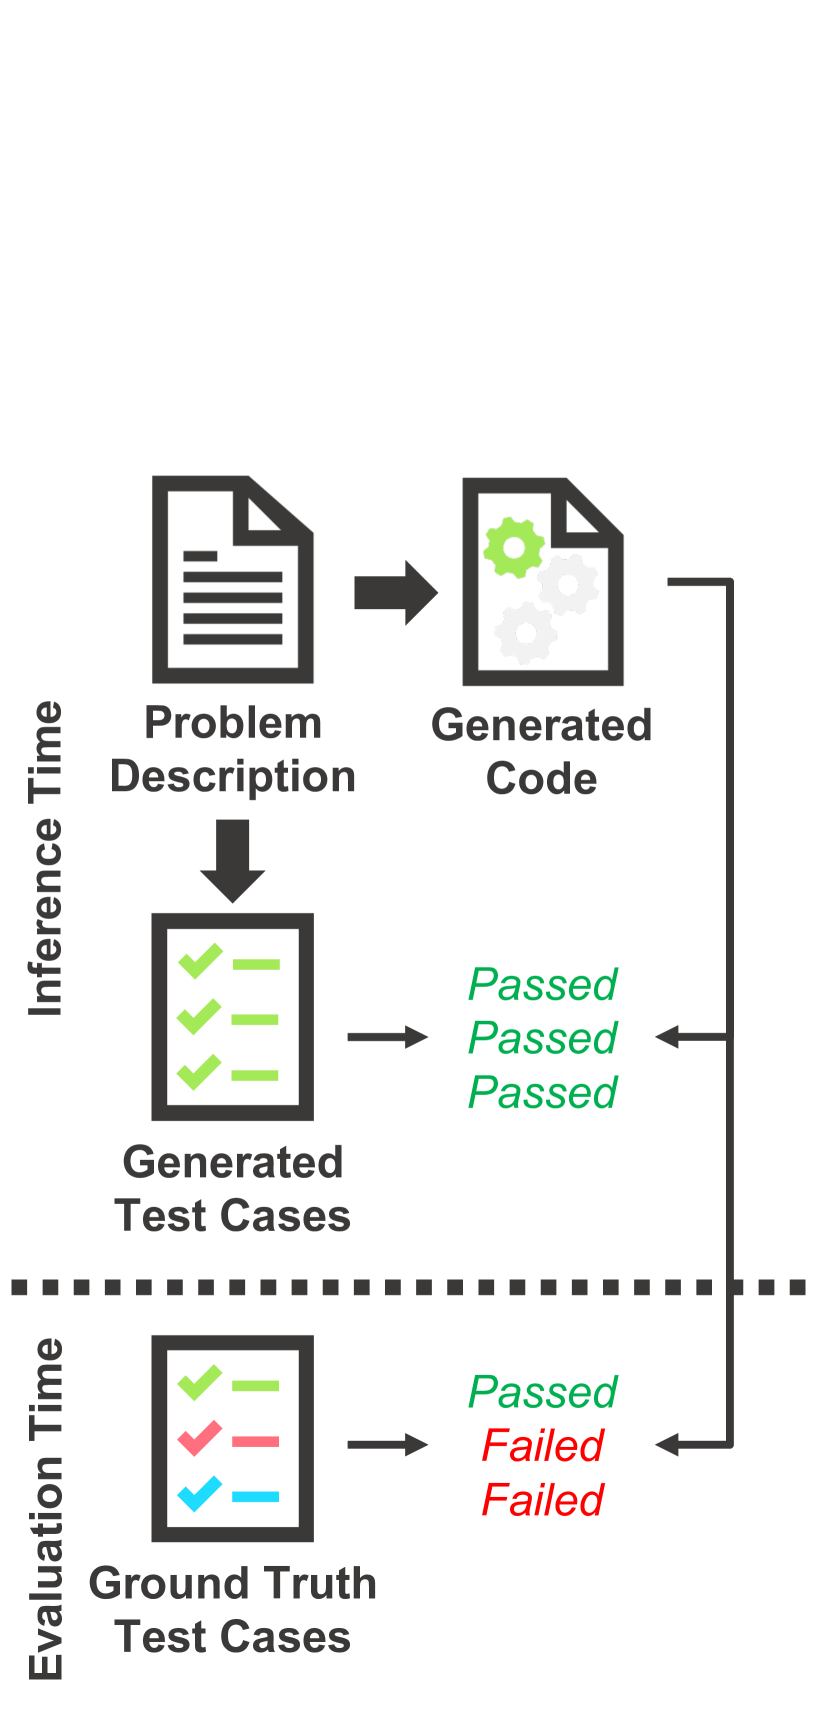 Inference Time
Problem
Description
Generated
Code
Passed
Passed
Passed
Generated
Test Cases
Evaluation Time
Passed
Failed
Failed
Ground Truth
Test Cases